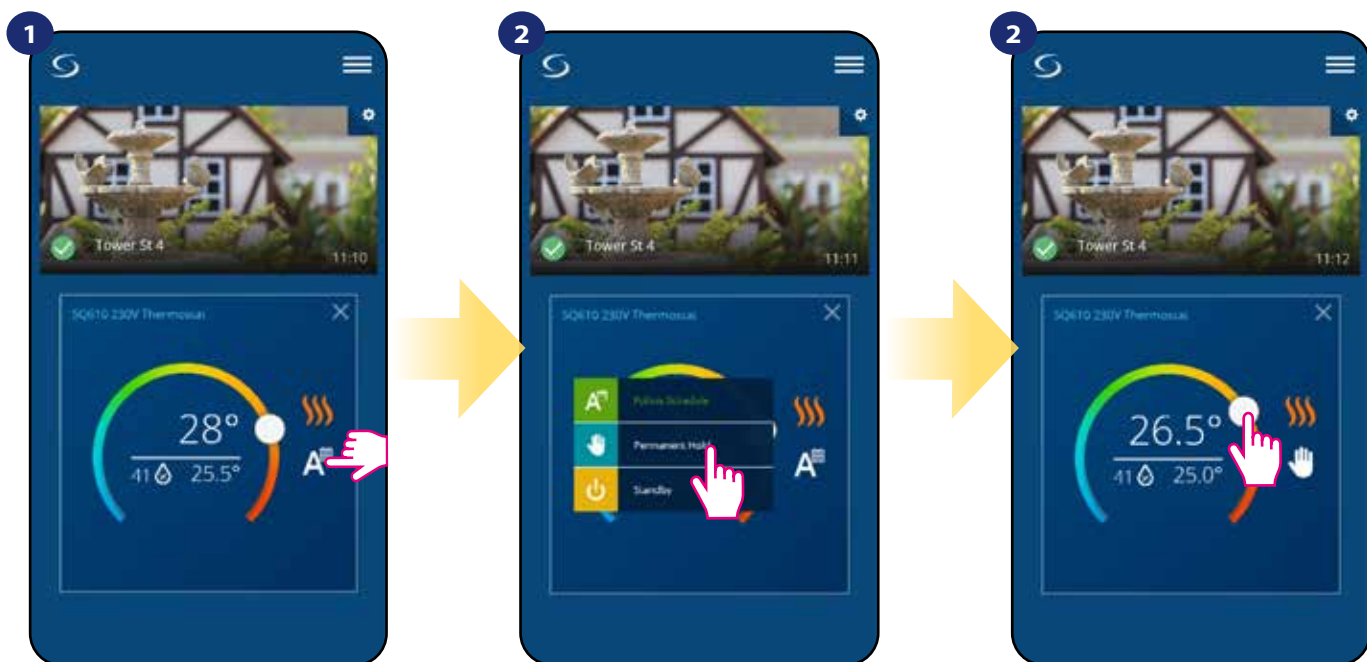 1
Tower St 4
11:10
SQ610 230V Thermostat
28°
41 25.5°
A
2
Tower St 4
11:11
SQ610 230V Thermostat
A Follow Schedule
Permanent Hold
Standby
A
2
Tower St 4
11:12
SQ610 230V Thermostat
26.5°
41 25.0°